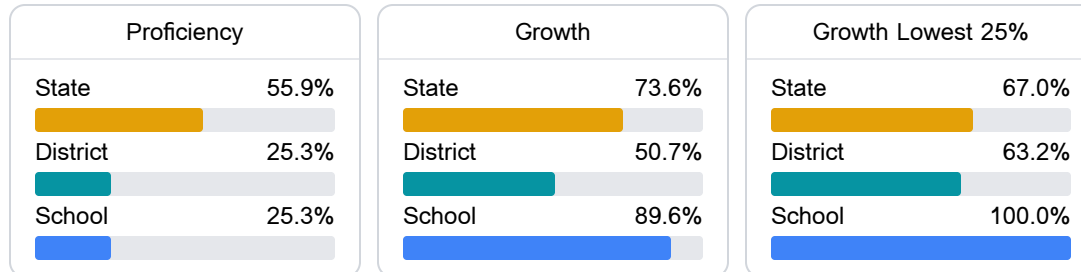 Proficiency
State 55.9%
District 25.3%
School 25.3%
Growth
State 73.6%
District 50.7%
School 89.6%
Growth Lowest 25%
State 67.0%
District 63.2%
School 100.0%